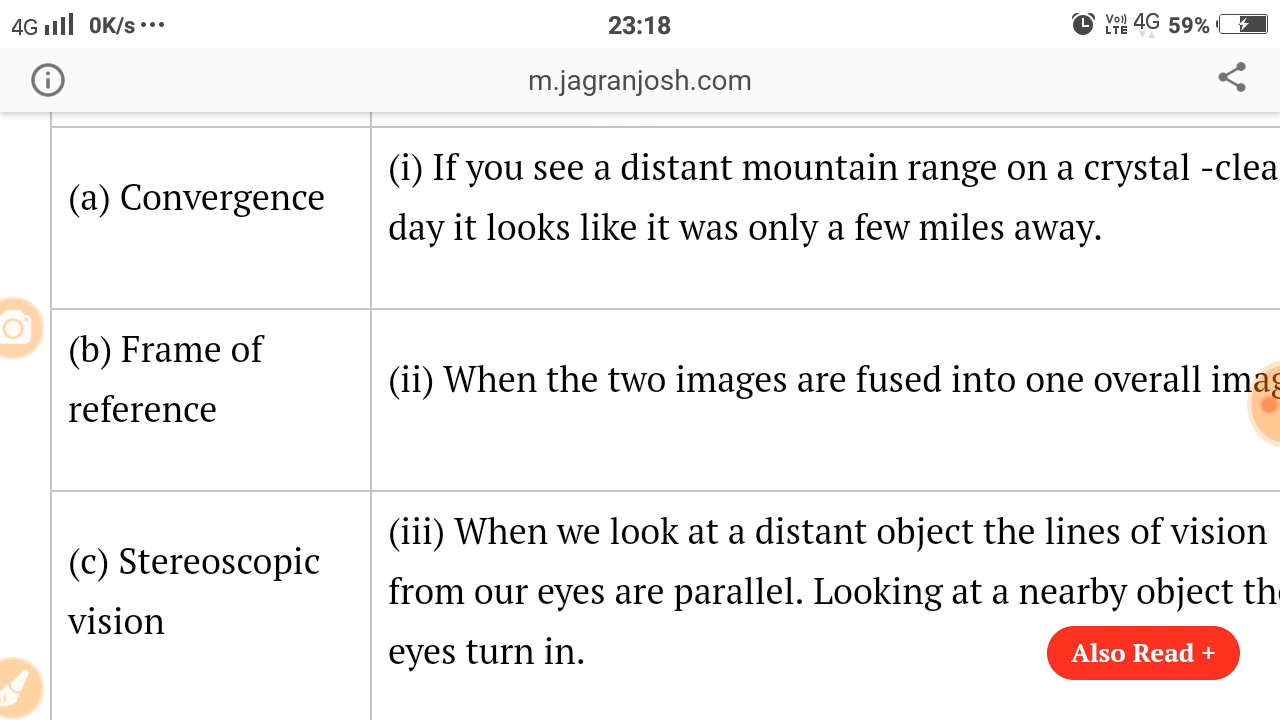 4G 0K/s... 23:18 Vo)) LTE 4G 59%
m.jagranjosh.com
(a) Convergence
(i) If you see a distant mountain range on a crystal -clea
day it looks like it was only a few miles away.
(b) Frame of
reference
(ii) When the two images are fused into one overall imag
(c) Stereoscopic
vision
(iii) When we look at a distant object the lines of vision
from our eyes are parallel. Looking at a nearby object the
eyes turn in.
Also Read +